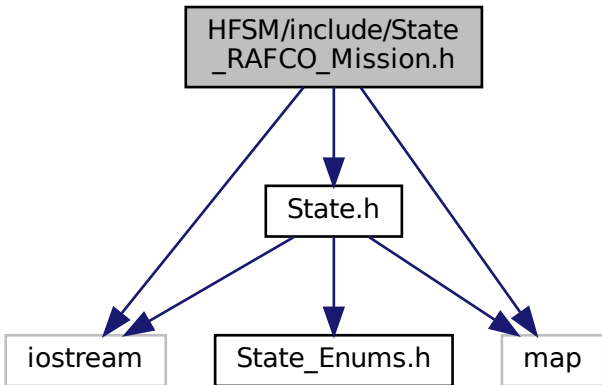 HFSM/include/State
_RAFCO_Mission.h
State.h
iostream
State_Enums.h
map